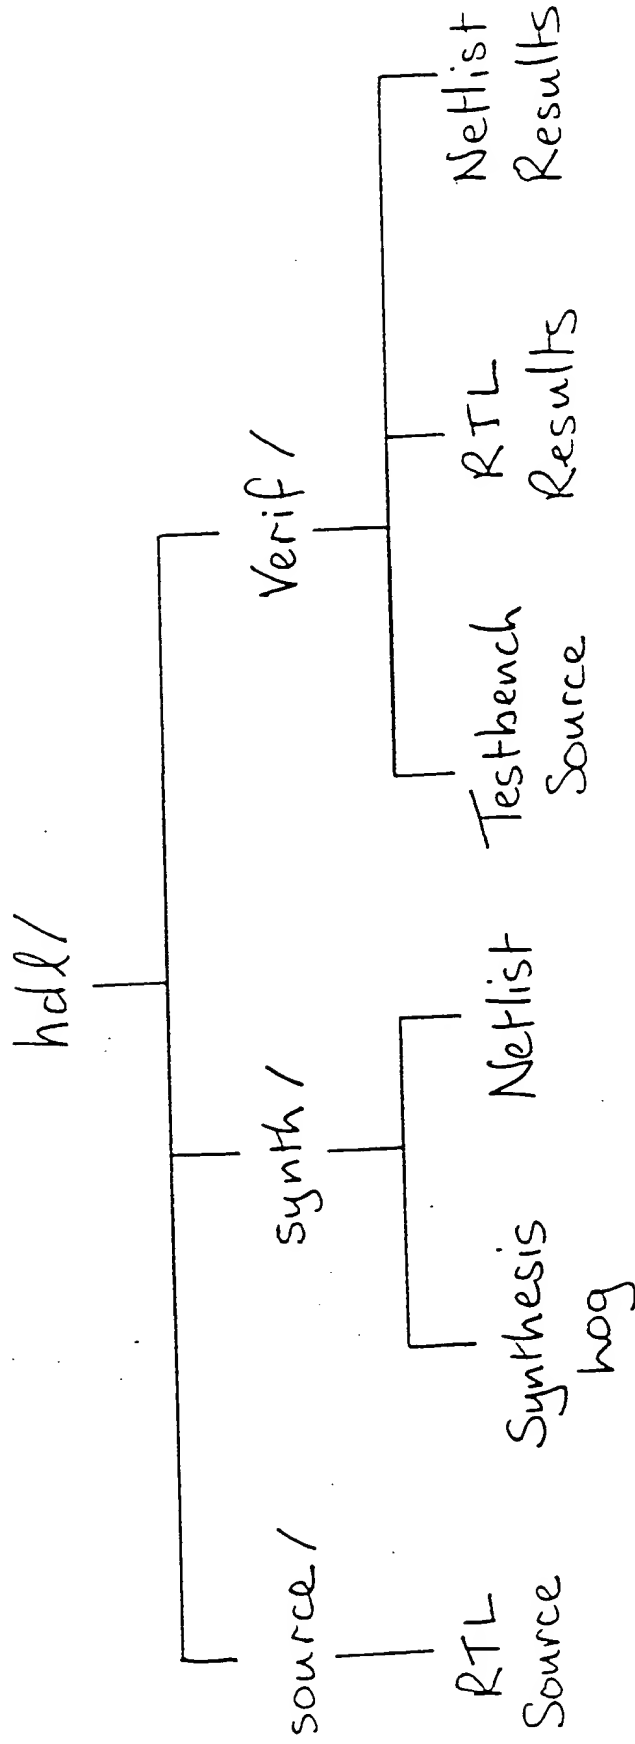 hdl/
source/
synth/
Verif/
RTL
Source
Synthesis
Log
Netlist
Testbench
Source
RTL
Results
Netlist
Results